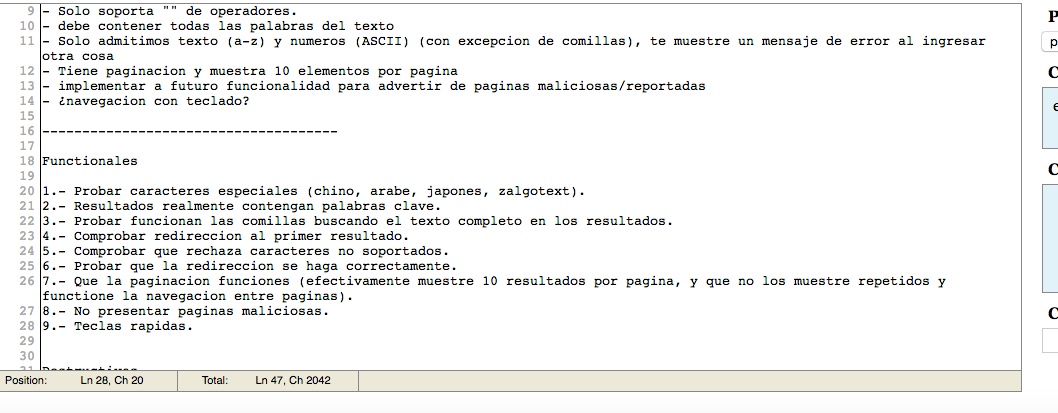 9 - Solo soporta "" de operadores.
10 - debe contener todas las palabras del texto
11 - Solo admitimos texto (a-z) y numeros (ASCII) (con excepcion de comillas), te muestre un mensaje de error al ingresar
otra cosa
12 - Tiene paginacion y muestra 10 elementos por pagina
13 - implementar a futuro funcionalidad para advertir de paginas maliciosas/reportadas
14 - ¿navegacion con teclado?
15
16 -------------------------------------
17
18 Functionales
19
20 1.- Probar caracteres especiales (chino, arabe, japones, zalgotext).
21 2.- Resultados realmente contengan palabras clave.
22 3.- Probar funcionan las comillas buscando el texto completo en los resultados.
23 4.- Comprobar redireccion al primer resultado.
24 5.- Comprobar que rechaza caracteres no soportados.
25 6.- Probar que la redireccion se haga correctamente.
26 7.- Que la paginacion funciones (efectivamente muestre 10 resultados por pagina, y que no los muestre repetidos y
functione la navegacion entre paginas).
27 8.- No presentar paginas maliciosas.
28 9.- Teclas rapidas.
29
30
Position: Ln 28, Ch 20 Total: Ln 47, Ch 2042